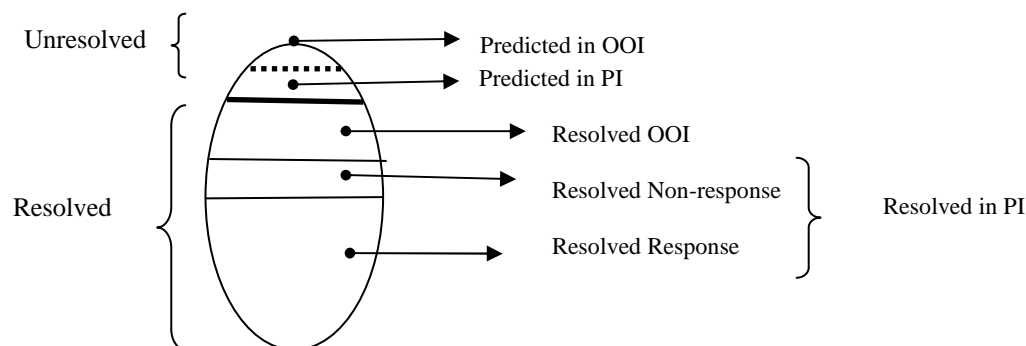 Unresolved
Predicted in OOI
Predicted in PI
Resolved OOI
Resolved
Resolved Non-response
Resolved Response
Resolved in PI